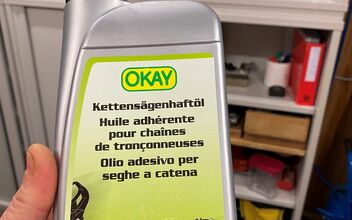 OKAY
Kettensägenhaftöl
Huile adhérente
pour chaînes
de tronçonneuses
Olio adesivo per
seghe a catena